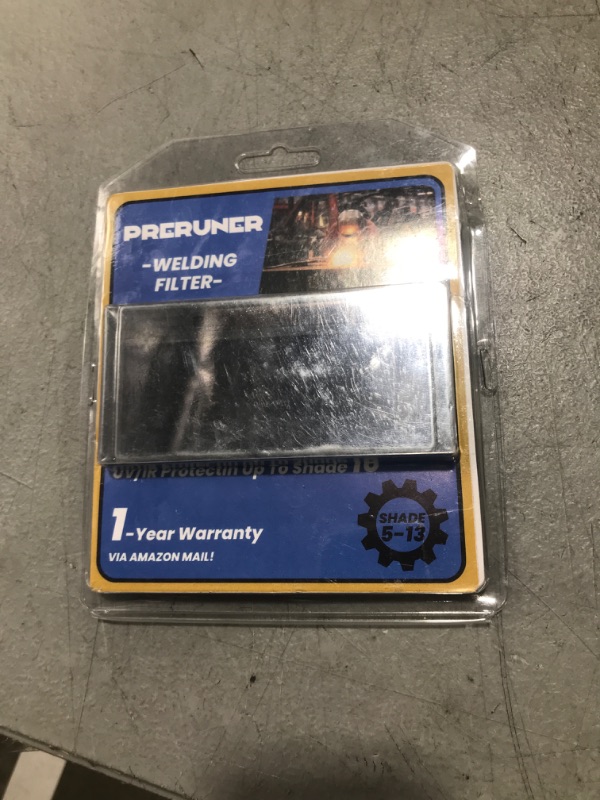 PRERUNER
-WELDING
FILTER-
UV/IR Protectin Up To Shade 16
1-Year Warranty
VIA AMAZON MAIL!
SHADE
5-13